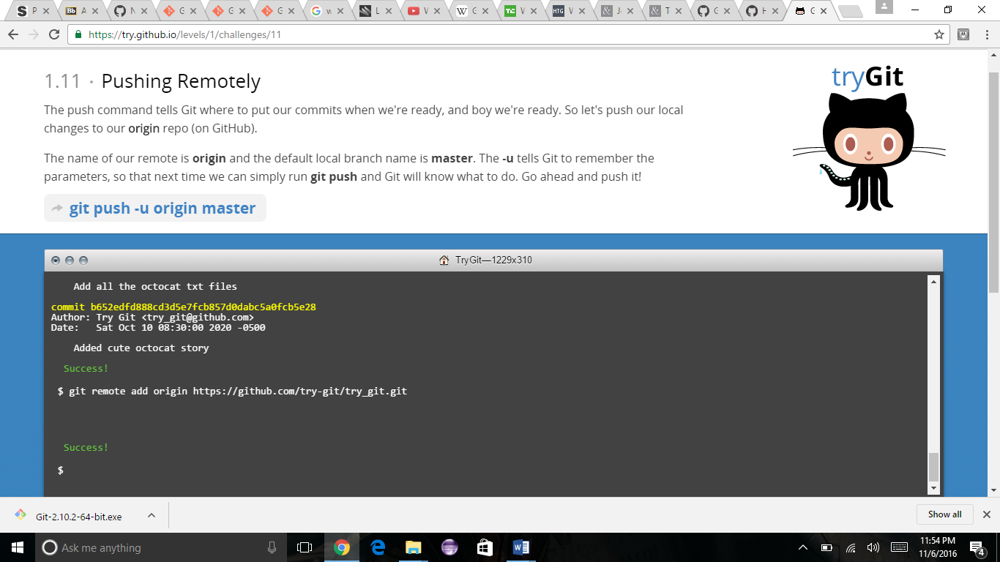 S P
Bb A
N
G
G
G
G w
L
V
W G
TC V
HTG V
& J
& T
C
H
G
https://try.github.io/levels/1/challenges/11
1.11 · Pushing Remotely
tryGit
The push command tells Git where to put our commits when we're ready, and boy we're ready. So let's push our local
changes to our origin repo (on GitHub).
The name of our remote is origin and the default local branch name is master. The -u tells Git to remember the
parameters, so that next time we can simply run git push and Git will know what to do. Go ahead and push it!
git push -u origin master
TryGit—1229x310
Add all the octocat txt files
commit b652edfd888cd3d5e7fcb857d0dabc5a0fcb5e28
Author: Try Git <try_git@github.com>
Date: Sat Oct 10 08:30:00 2020 -0500
Added cute octocat story
Success!
$ git remote add origin https://github.com/try-git/try_git.git
Success!
$
Git-2.10.2-64-bit.exe
Show all
Ask me anything
11:54 PM
11/6/2016
4